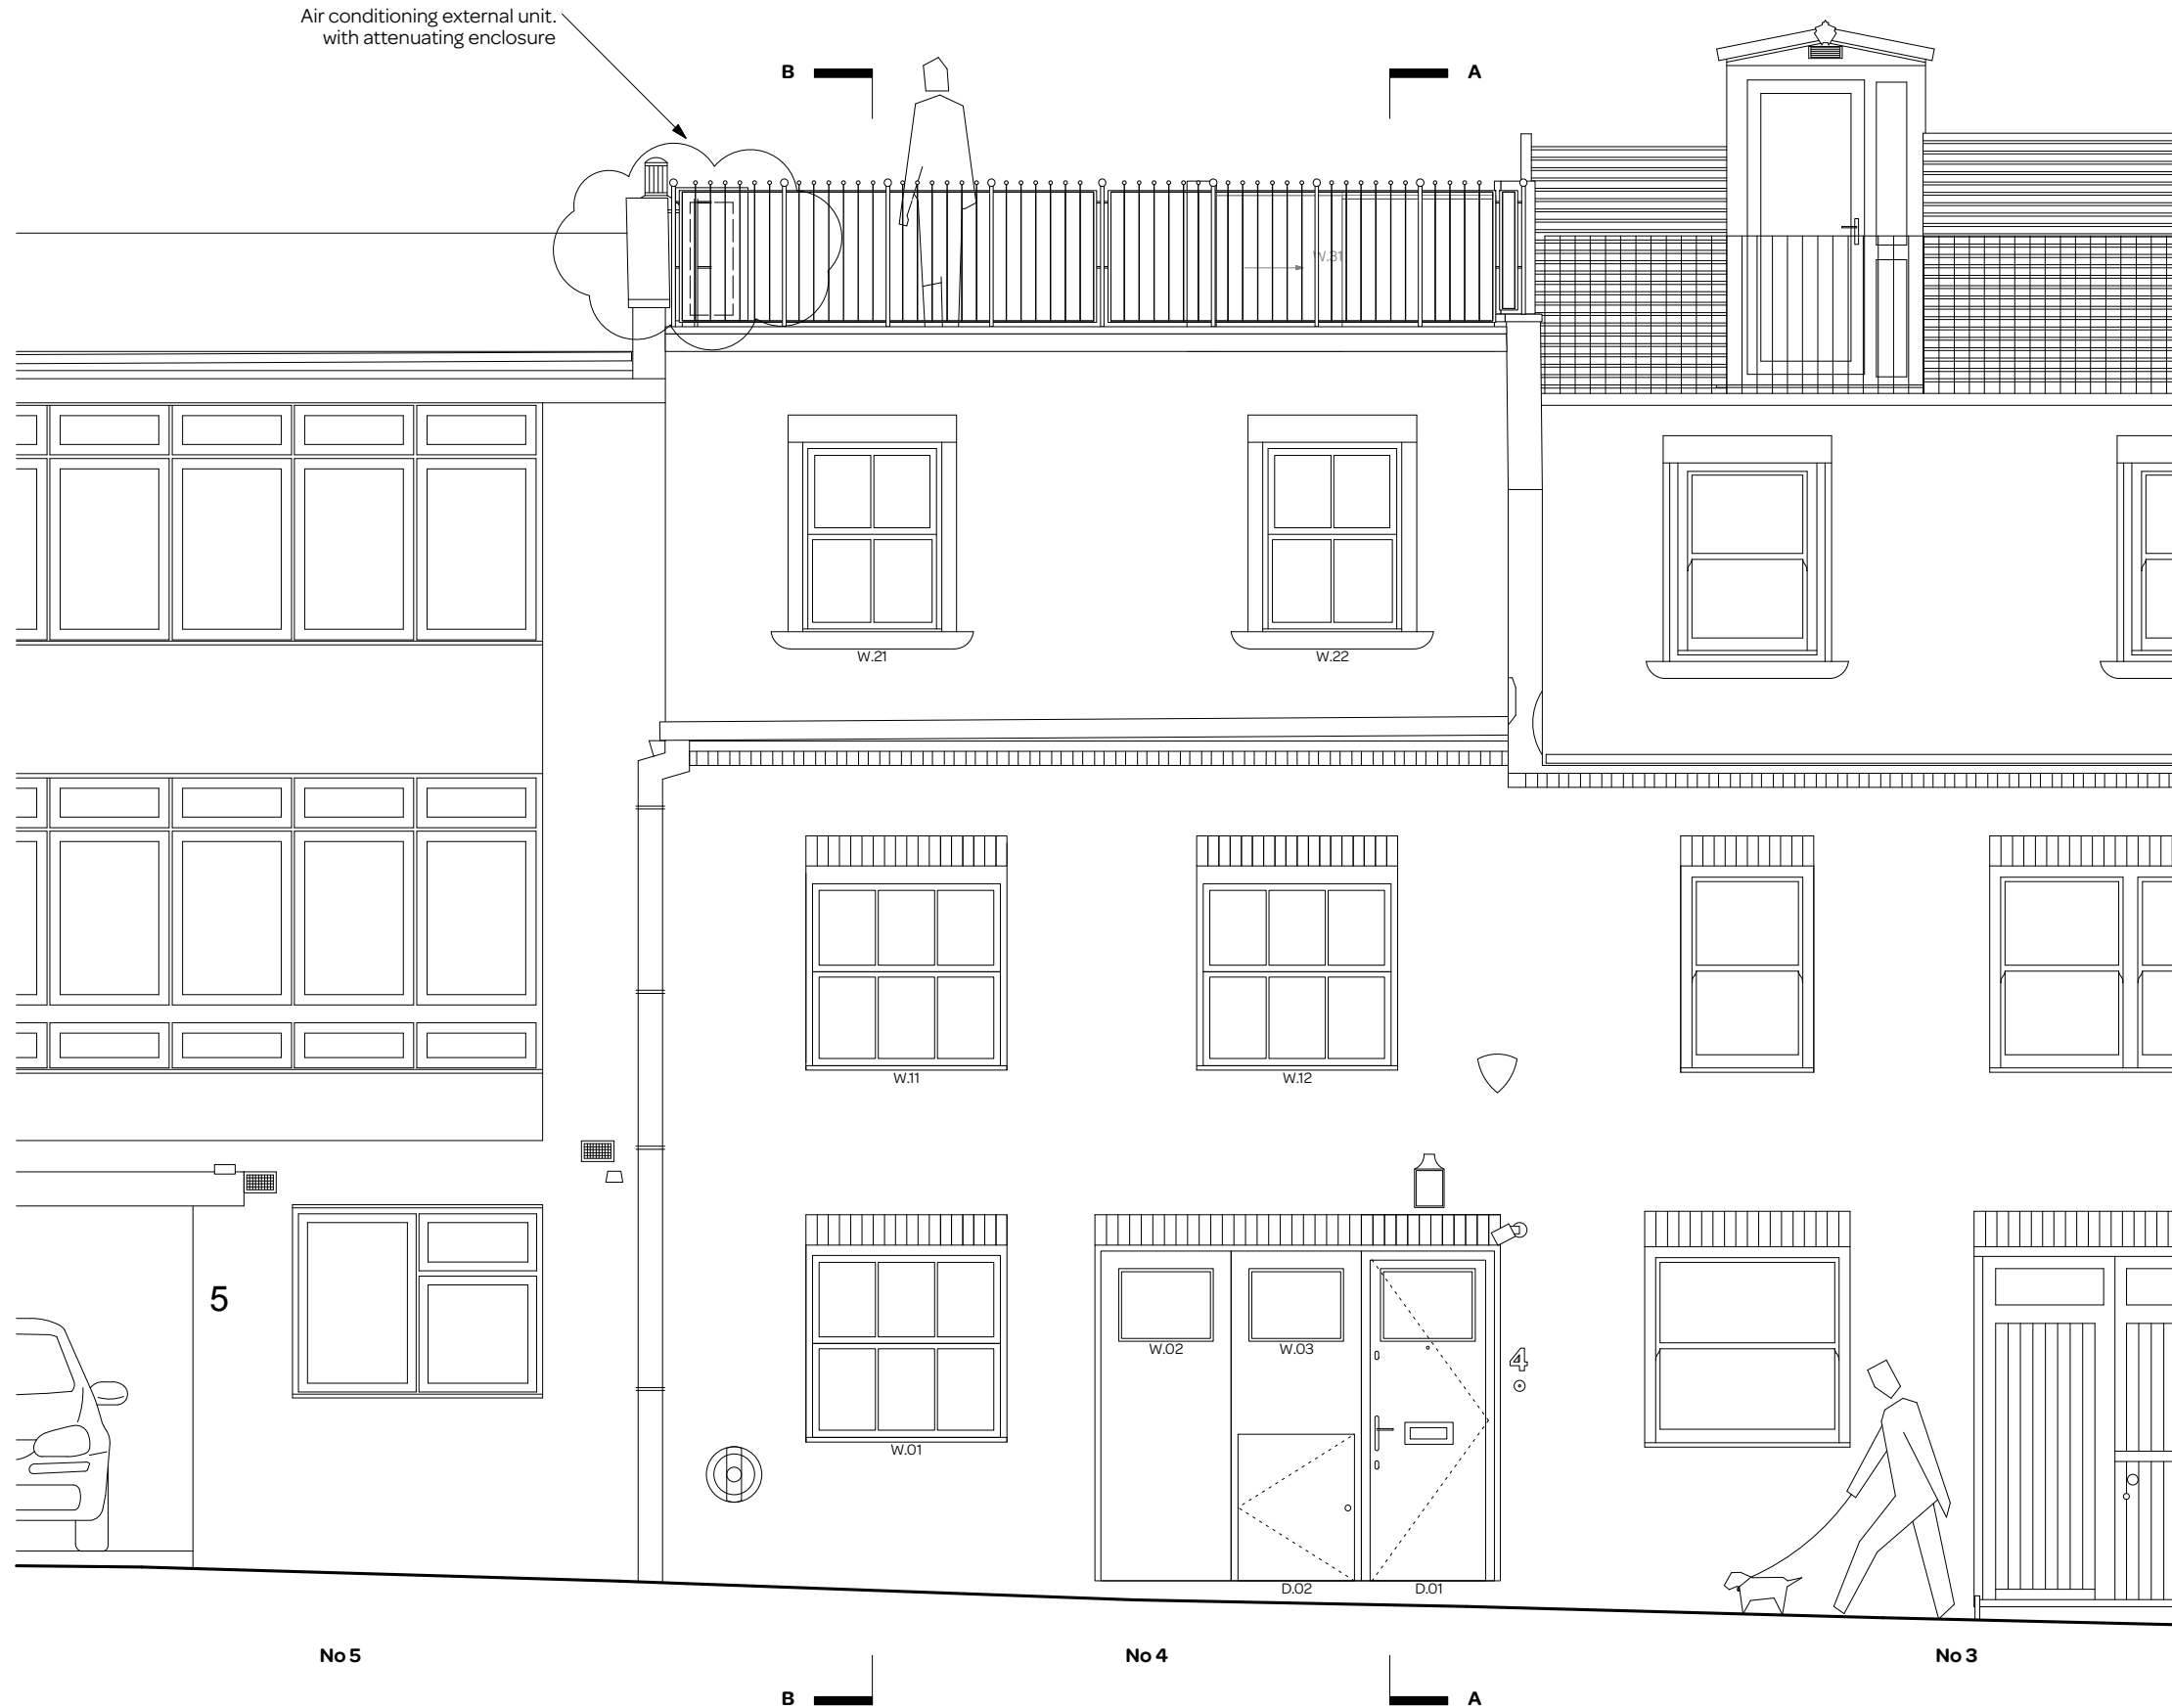 Air conditioning external unit.
with attenuating enclosure
B
A
W.31
W.21
W.22
W.11
W.12
5
W.02
W.03
4
W.01
D.02
D.01
No 5
No 4
No 3
B
A